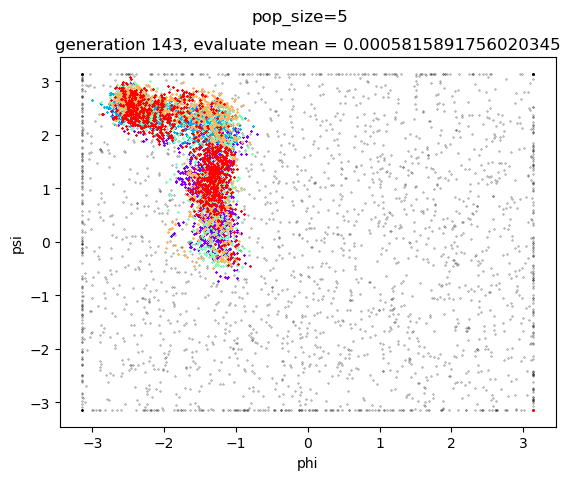 pop_size=5
generation 143, evaluate mean = 0.0005815891756020345
3
2
1
0
−1
−2
−3
psi
−3 −2 −1 0 1 2 3
phi